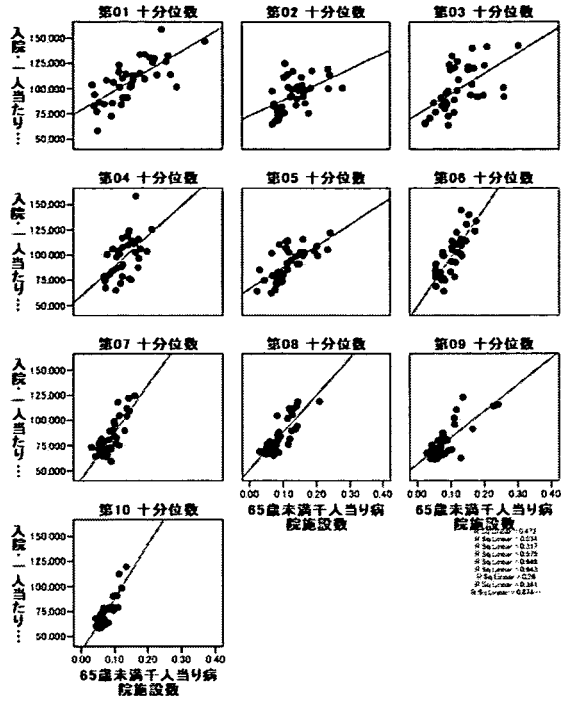 第01 十分位数
第02 十分位数
第03 十分位数
入院・一人当たり…
150.000
125.000
100.000
75.000
50.000
第04 十分位数
第05 十分位数
第06 十分位数
入院・一人当たり…
150.000
125.000
100.000
75.000
50.000
第07 十分位数
第08 十分位数
第09 十分位数
入院・一人当たり…
150.000
125.000
100.000
75.000
50.000
0.00 0.10 0.20 0.30 0.40
0.00 0.10 0.20 0.30 0.40
65歳未満千人当り病
院施設数
65歳未満千人当り病
院施設数
第10 十分位数
入院・一人当たり…
150.000
125.000
100.000
75.000
50.000
0.00 0.10 0.20 0.30 0.40
65歳未満千人当り病
院施設数